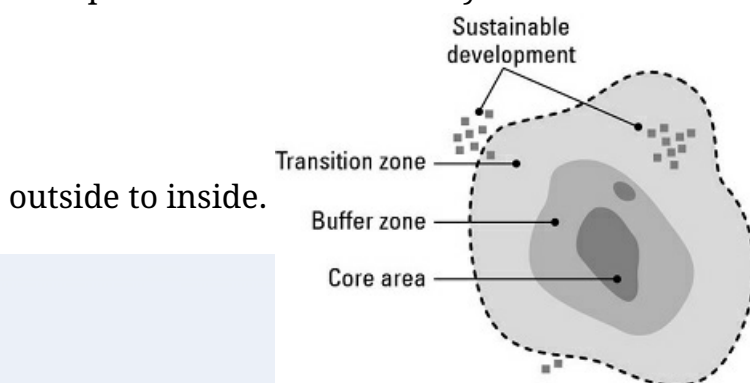 outside to inside.
Sustainable
development
Transition zone
Buffer zone
Core area